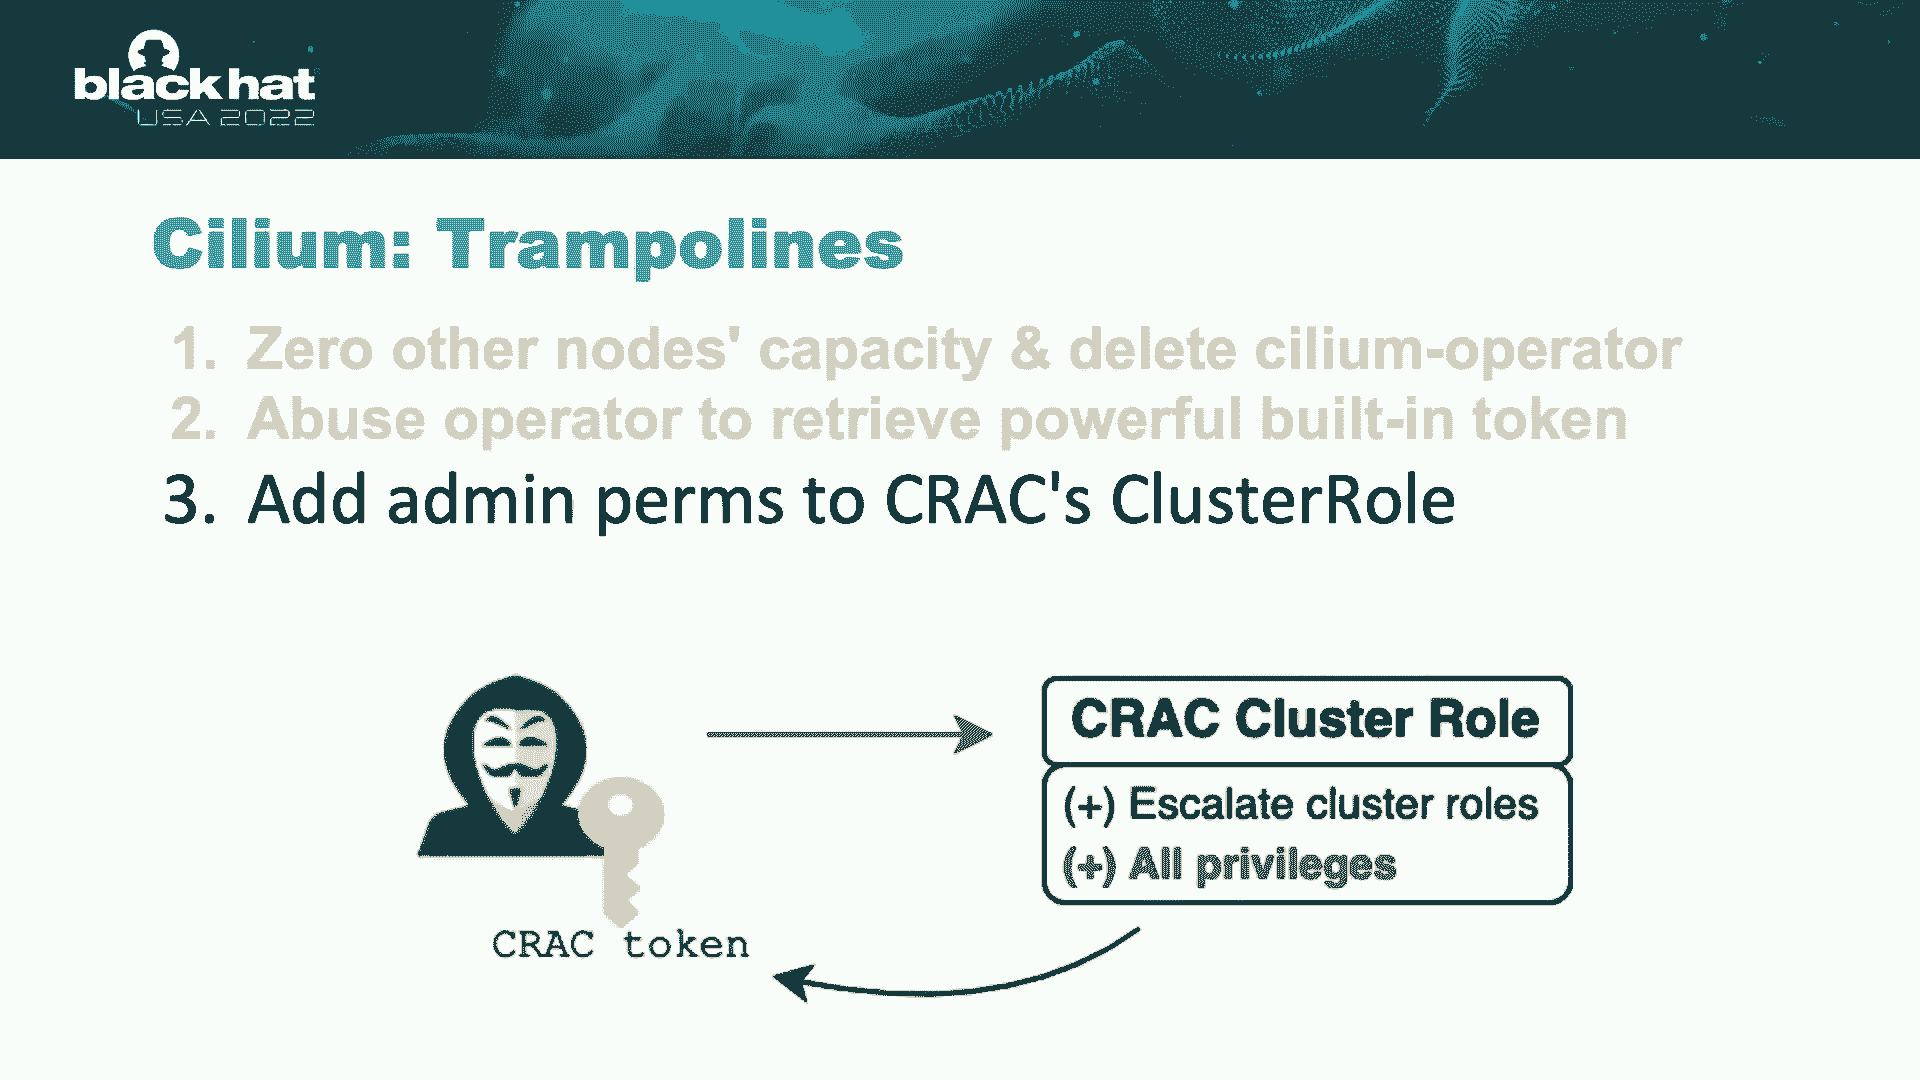 black hat
USA 2022
Cilium: Trampolines
1. Zero other nodes' capacity & delete cilium-operator
2. Abuse operator to retrieve powerful built-in token
3. Add admin perms to CRAC's ClusterRole
CRAC Cluster Role
(+) Escalate cluster roles
(+) All privileges
CRAC token